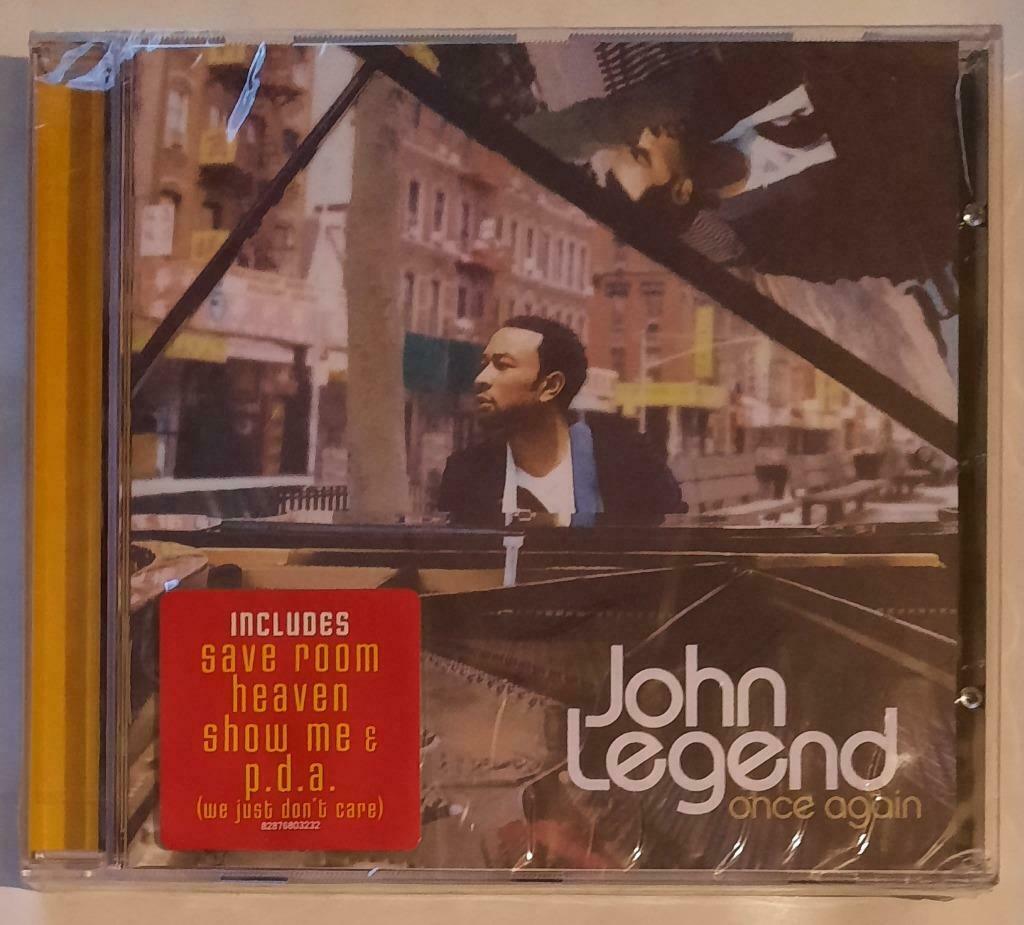 INCLUDES
save room
heaven
show me &
p.d.a.
(we just don't care)
82876803232
John
Legend
once again